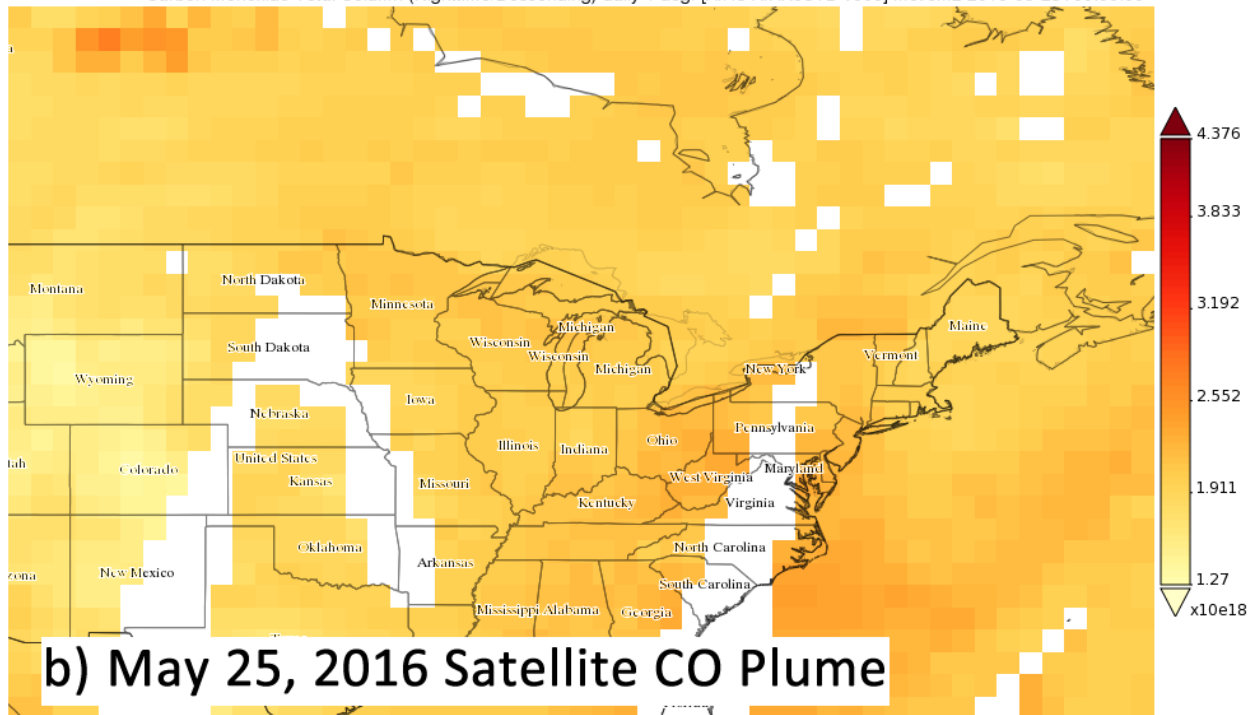 4.376
3.833
3.192
2.552
1.911
1.27
x10e18
Montana
North Dakota
Minnesota
Maine
Michigan
Wisconsin
Wisconsin
Michigan
Vermont
New York
South Dakota
Wyoming
Iowa
Nebraska
Illinois
Indiana
Ohio
Pennsylvania
United States
Colorado
Kansas
Missouri
West Virginia
Maryland
Kentucky
Virginia
Oklahoma
North Carolina
New Mexico
Arkansas
South Carolina
Mississippi
Alabama
Georgia
b) May 25, 2016 Satellite CO Plume